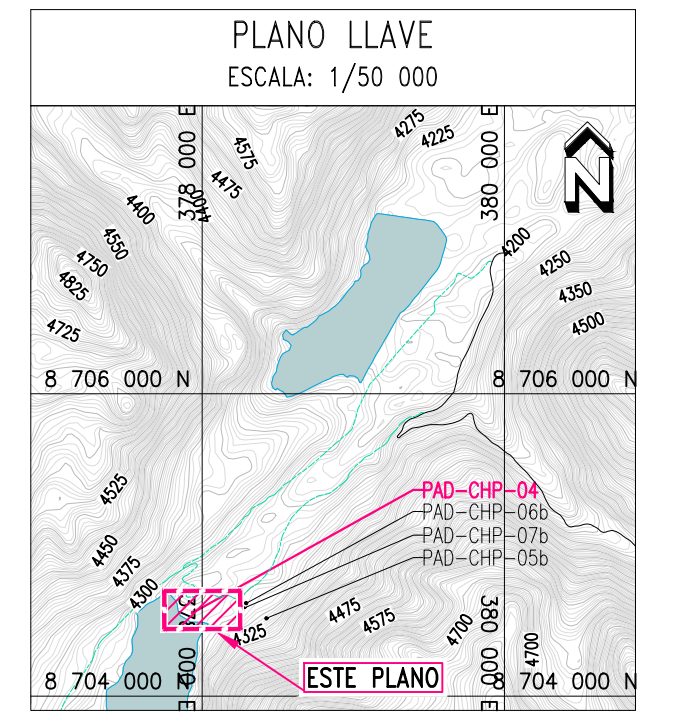 PLANO LLAVE
ESCALA: 1/50 000
378 000 E
380 000 E
4275
4225
4575
4475
4400
4400
4550
4750
4825
4725
N
4200
4250
4350
4500
8 706 000 N
8 706 000 N
4525
4450
4375
4300
PAD-CHP-04
PAD-CHP-06b
PAD-CHP-07b
PAD-CHP-05b
4325
4475
4575
4700
4700
378 000 E
380 000 E
ESTE PLANO
8 704 000 N
8 704 000 N